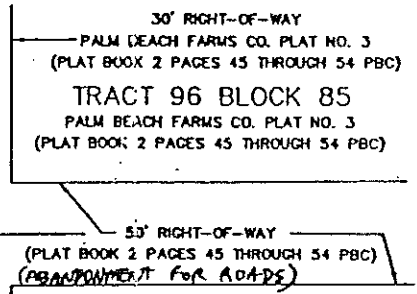 30' RIGHT-OF-WAY
PALM BEACH FARMS CO. PLAT NO. 3
(PLAT BOOK 2 PAGES 45 THROUGH 54 PBC)
TRACT 96 BLOCK 85
PALM BEACH FARMS CO. PLAT NO. 3
(PLAT BOOK 2 PAGES 45 THROUGH 54 PBC)
50' RIGHT-OF-WAY
(PLAT BOOK 2 PAGES 45 THROUGH 54 PBC)
(ABANDONMENT FOR ROADS)